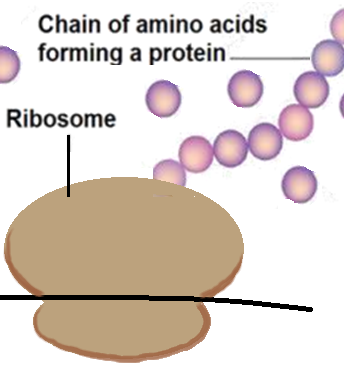 Chain of amino acids
forming a protein
Ribosome